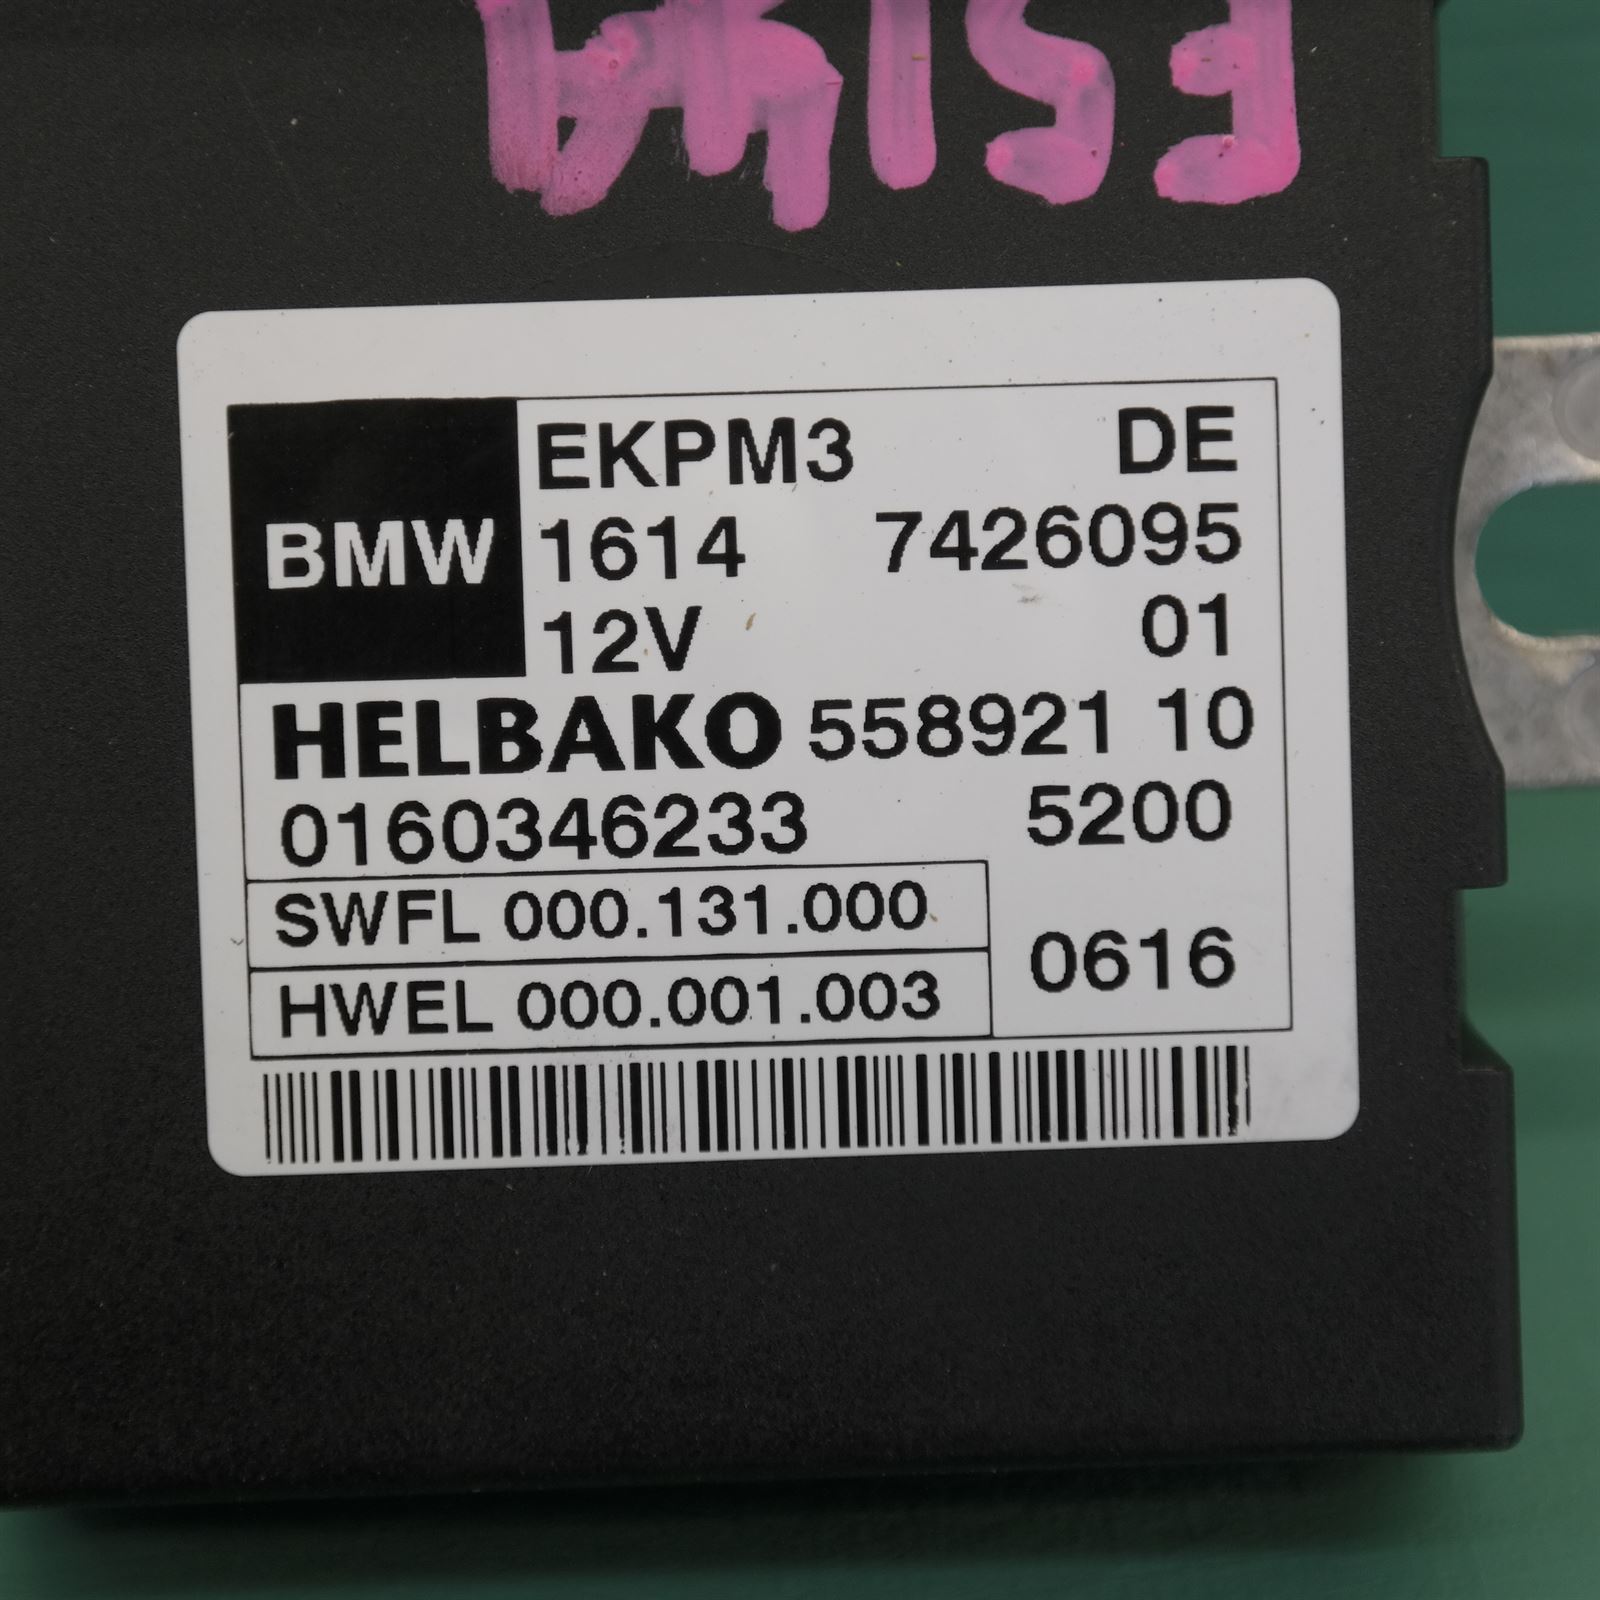 BMW
EKPM3 DE
1614 7426095
12V 01
HELBAKO 558921 10
0160346233 5200
SWFL 000.131.000
HWEL 000.001.003
0616